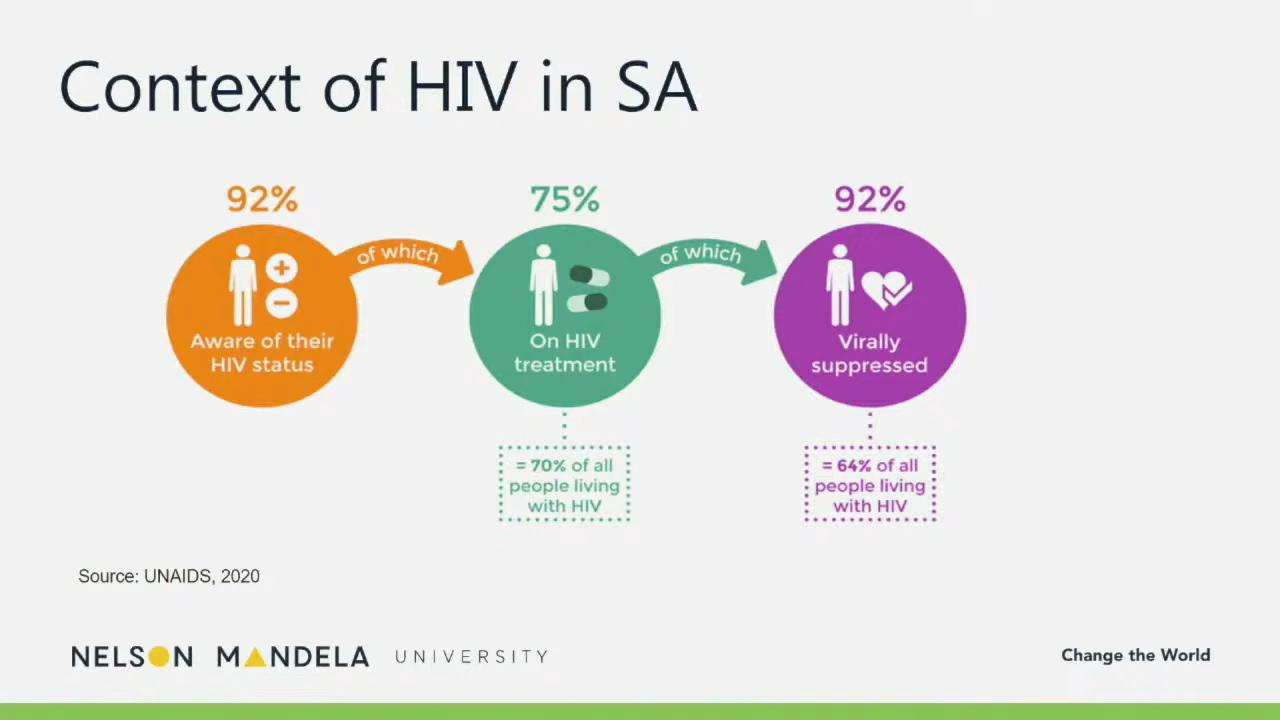 Context of HIV in SA
92%
75%
92%
of which
of which
Aware of their
HIV status
On HIV
treatment
Virally
suppressed
= 70% of all
people living
with HIV
= 64% of all
people living
with HIV
Source: UNAIDS, 2020
NELSON MANDELA UNIVERSITY
Change the World